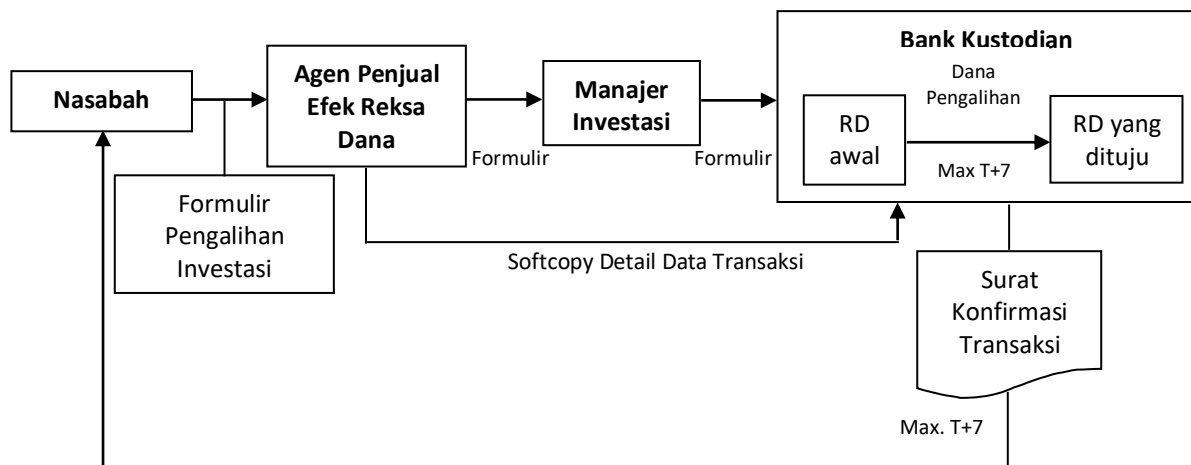 Nasabah
Formulir
Pengalihan
Investasi
Agen Penjual
Efek Reksa
Dana
Formulir
Manajer
Investasi
Formulir
Bank Kustodian
Dana
Pengalihan
RD
awal
Max T+7
RD yang
dituju
Softcopy Detail Data Transaksi
Surat
Konfirmasi
Transaksi
Max. T+7